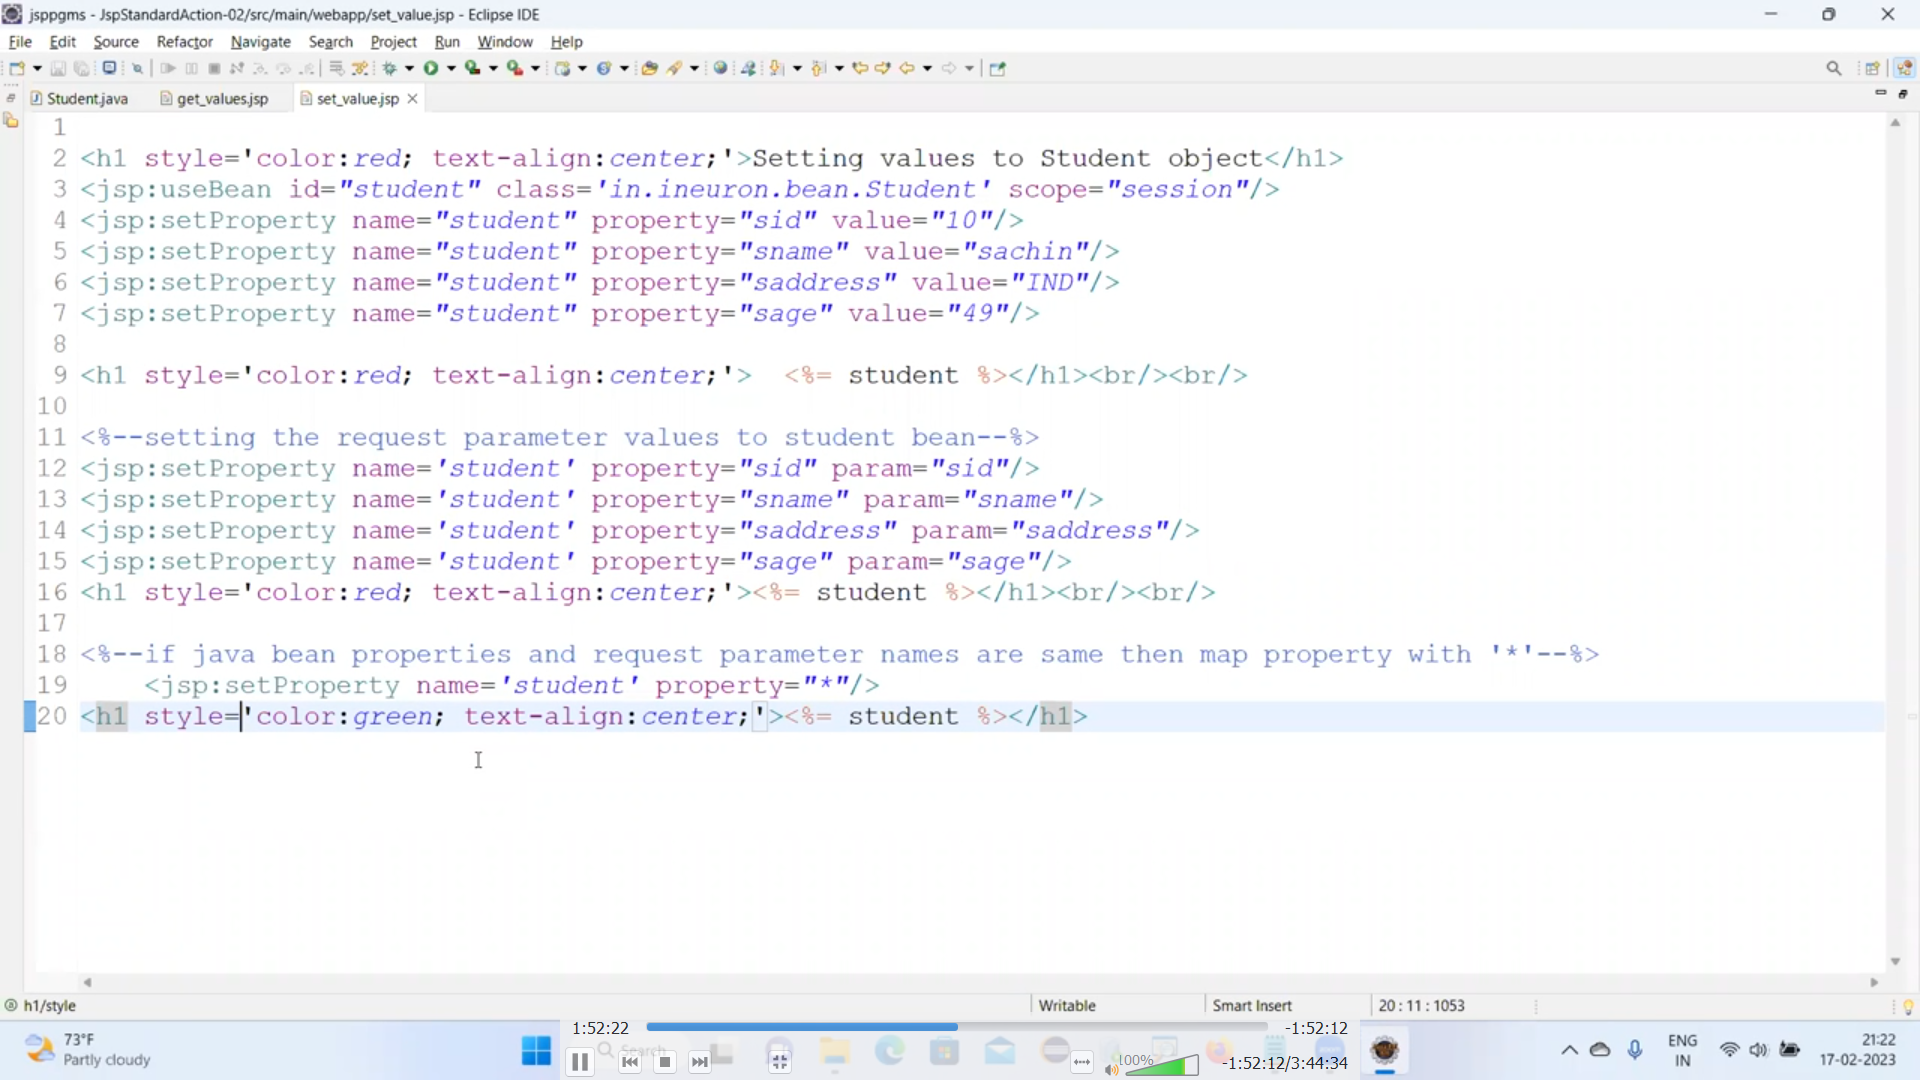 jsppgms - JspStandardAction-02/src/main/webapp/set_value.jsp - Eclipse IDE
File Edit Source Refactor Navigate Search Project Run Window Help
Student.java get_values.jsp set_value.jsp
1
2 <h1 style='color:red; text-align:center;'>Setting values to Student object</h1>
3 <jsp:useBean id="student" class='in.ineuron.bean.Student' scope="session"/>
4 <jsp:setProperty name="student" property="sid" value="10"/>
5 <jsp:setProperty name="student" property="sname" value="sachin"/>
6 <jsp:setProperty name="student" property="saddress" value="IND"/>
7 <jsp:setProperty name="student" property="sage" value="49"/>
8
9 <h1 style='color:red; text-align:center;'>  <%= student %></h1><br/><br/>
10
11 <%--setting the request parameter values to student bean--%>
12 <jsp:setProperty name='student' property="sid" param="sid"/>
13 <jsp:setProperty name='student' property="sname" param="sname"/>
14 <jsp:setProperty name='student' property="saddress" param="saddress"/>
15 <jsp:setProperty name='student' property="sage" param="sage"/>
16 <h1 style='color:red; text-align:center;'><%= student %></h1><br/><br/>
17
18 <%--if java bean properties and request parameter names are same then map property with '*'--%>
19     <jsp:setProperty name='student' property="*"/>
20 <h1 style='color:green; text-align:center;'><%= student %></h1>
h1/style Writable Smart Insert 20 : 11 : 1053
1:52:22 -1:52:12
73°F
Partly cloudy
Search
100%
-1:52:12/3:44:34
ENG
IN
21:22
17-02-2023